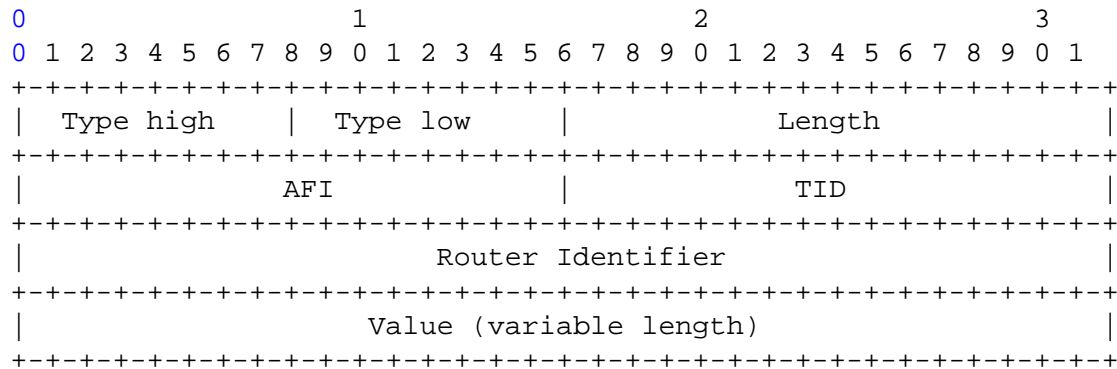 0                   1                   2                   3
0 1 2 3 4 5 6 7 8 9 0 1 2 3 4 5 6 7 8 9 0 1 2 3 4 5 6 7 8 9 0 1
+-+-+-+-+-+-+-+-+-+-+-+-+-+-+-+-+-+-+-+-+-+-+-+-+-+-+-+-+-+-+-+-+
|  Type high    |  Type low     |            Length             |
+-+-+-+-+-+-+-+-+-+-+-+-+-+-+-+-+-+-+-+-+-+-+-+-+-+-+-+-+-+-+-+-+
|               AFI             |             TID               |
+-+-+-+-+-+-+-+-+-+-+-+-+-+-+-+-+-+-+-+-+-+-+-+-+-+-+-+-+-+-+-+-+
|                        Router Identifier                      |
+-+-+-+-+-+-+-+-+-+-+-+-+-+-+-+-+-+-+-+-+-+-+-+-+-+-+-+-+-+-+-+-+
|                    Value (variable length)                    |
+-+-+-+-+-+-+-+-+-+-+-+-+-+-+-+-+-+-+-+-+-+-+-+-+-+-+-+-+-+-+-+-+